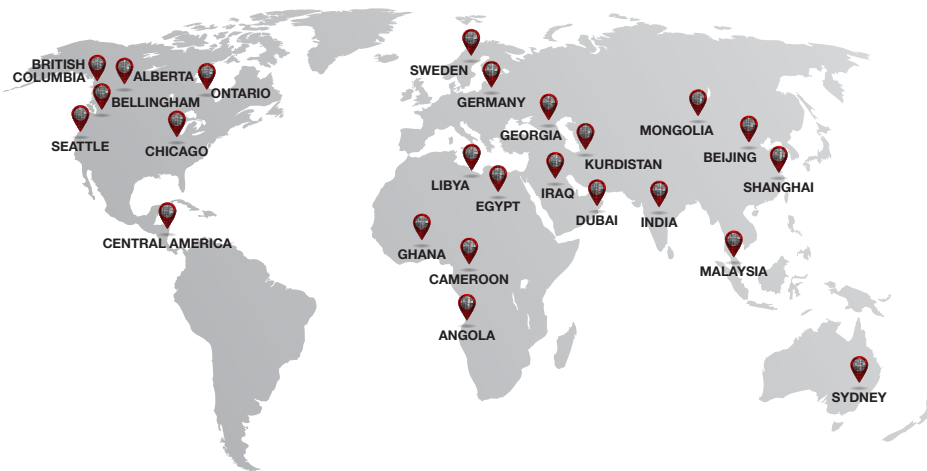 BRITISH
COLUMBIA
ALBERTA
ONTARIO
BELLINGHAM
SEATTLE
CHICAGO
CENTRAL AMERICA
SWEDEN
GERMANY
GEORGIA
KURDISTAN
MONGOLIA
BEIJING
SHANGHAI
LIBYA
EGYPT
IRAQ
DUBAI
INDIA
GHANA
CAMEROON
MALAYSIA
ANGOLA
SYDNEY